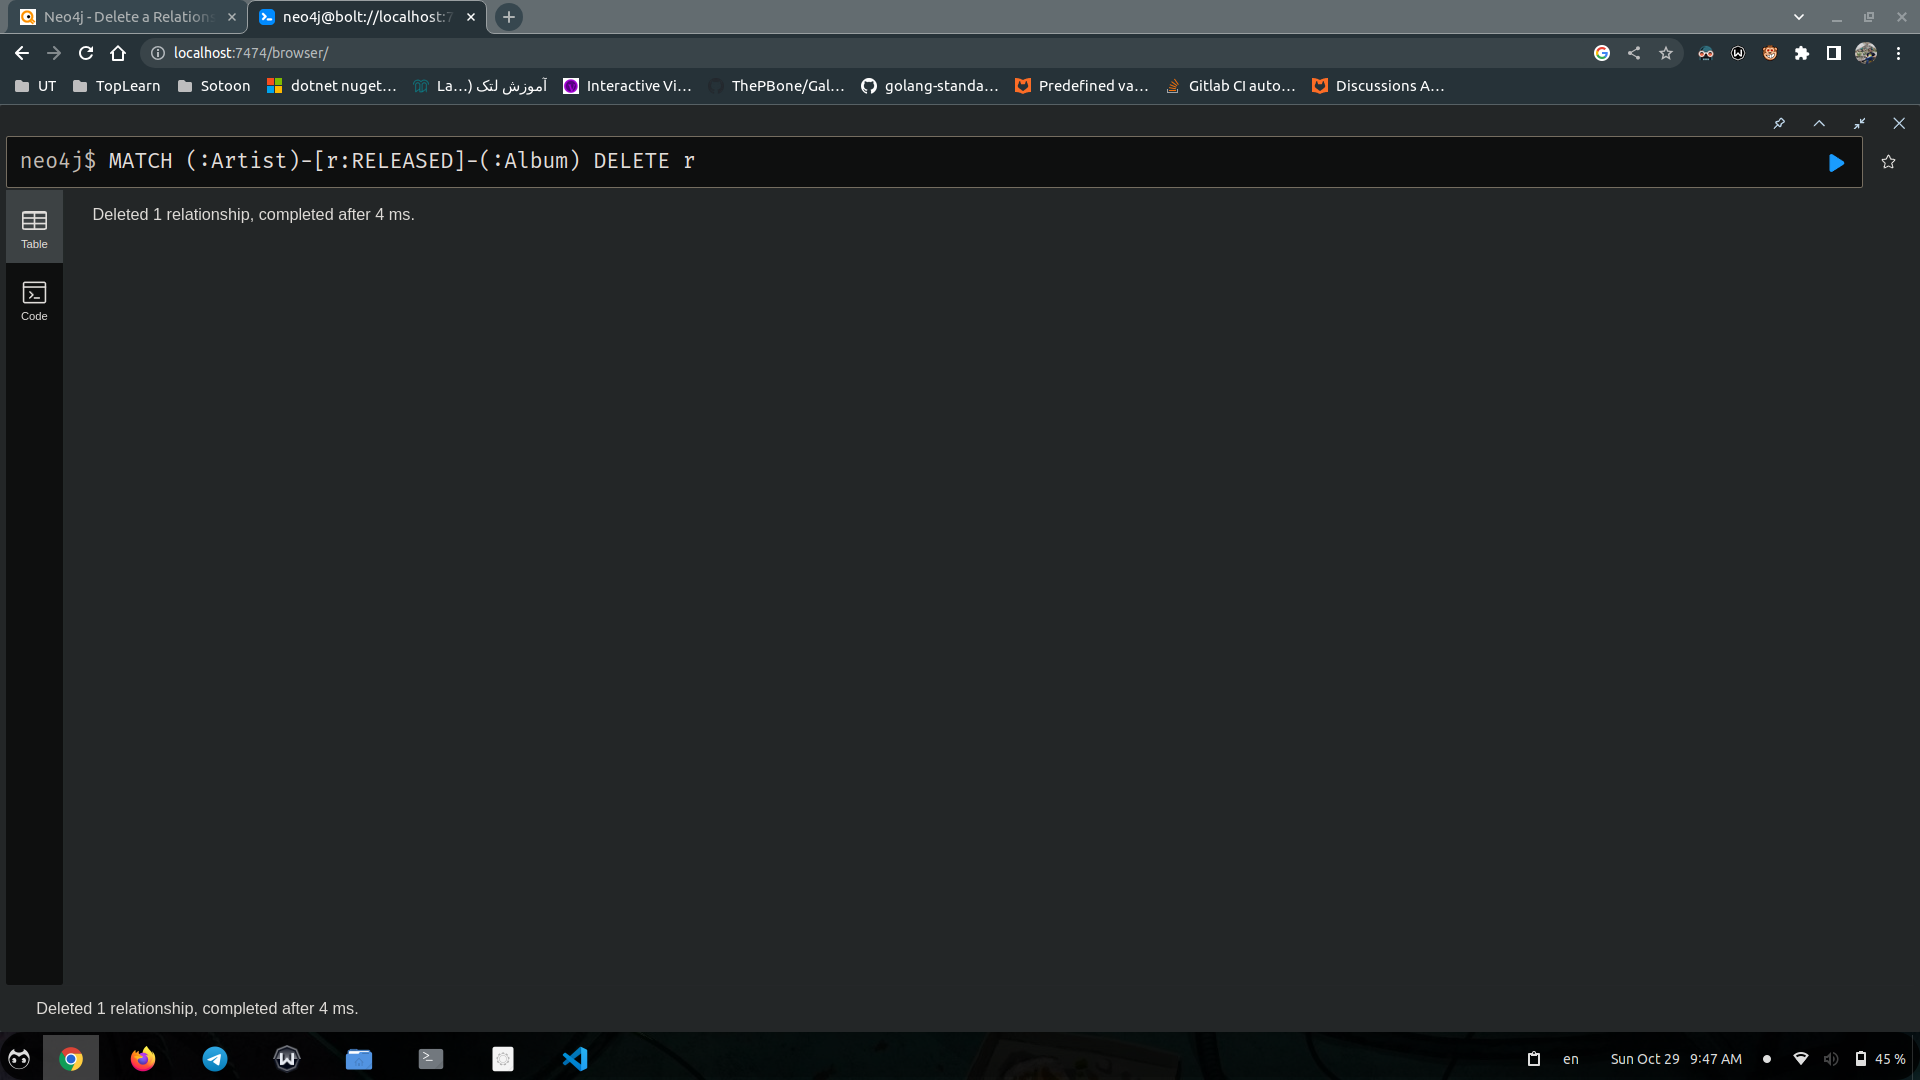 Neo4j - Delete a Relations
neo4j@bolt://localhost:7
localhost:7474/browser/
UT
TopLearn
Sotoon
dotnet nuget...
آموزش لتک (...La
Interactive Vi...
ThePBone/Gal...
golang-standa...
Predefined va...
Gitlab CI auto...
Discussions A...
neo4j$ MATCH (:Artist)-[r:RELEASED]-(:Album) DELETE r
Table
Deleted 1 relationship, completed after 4 ms.
Code
Deleted 1 relationship, completed after 4 ms.
en
Sun Oct 29 9:47 AM
45 %